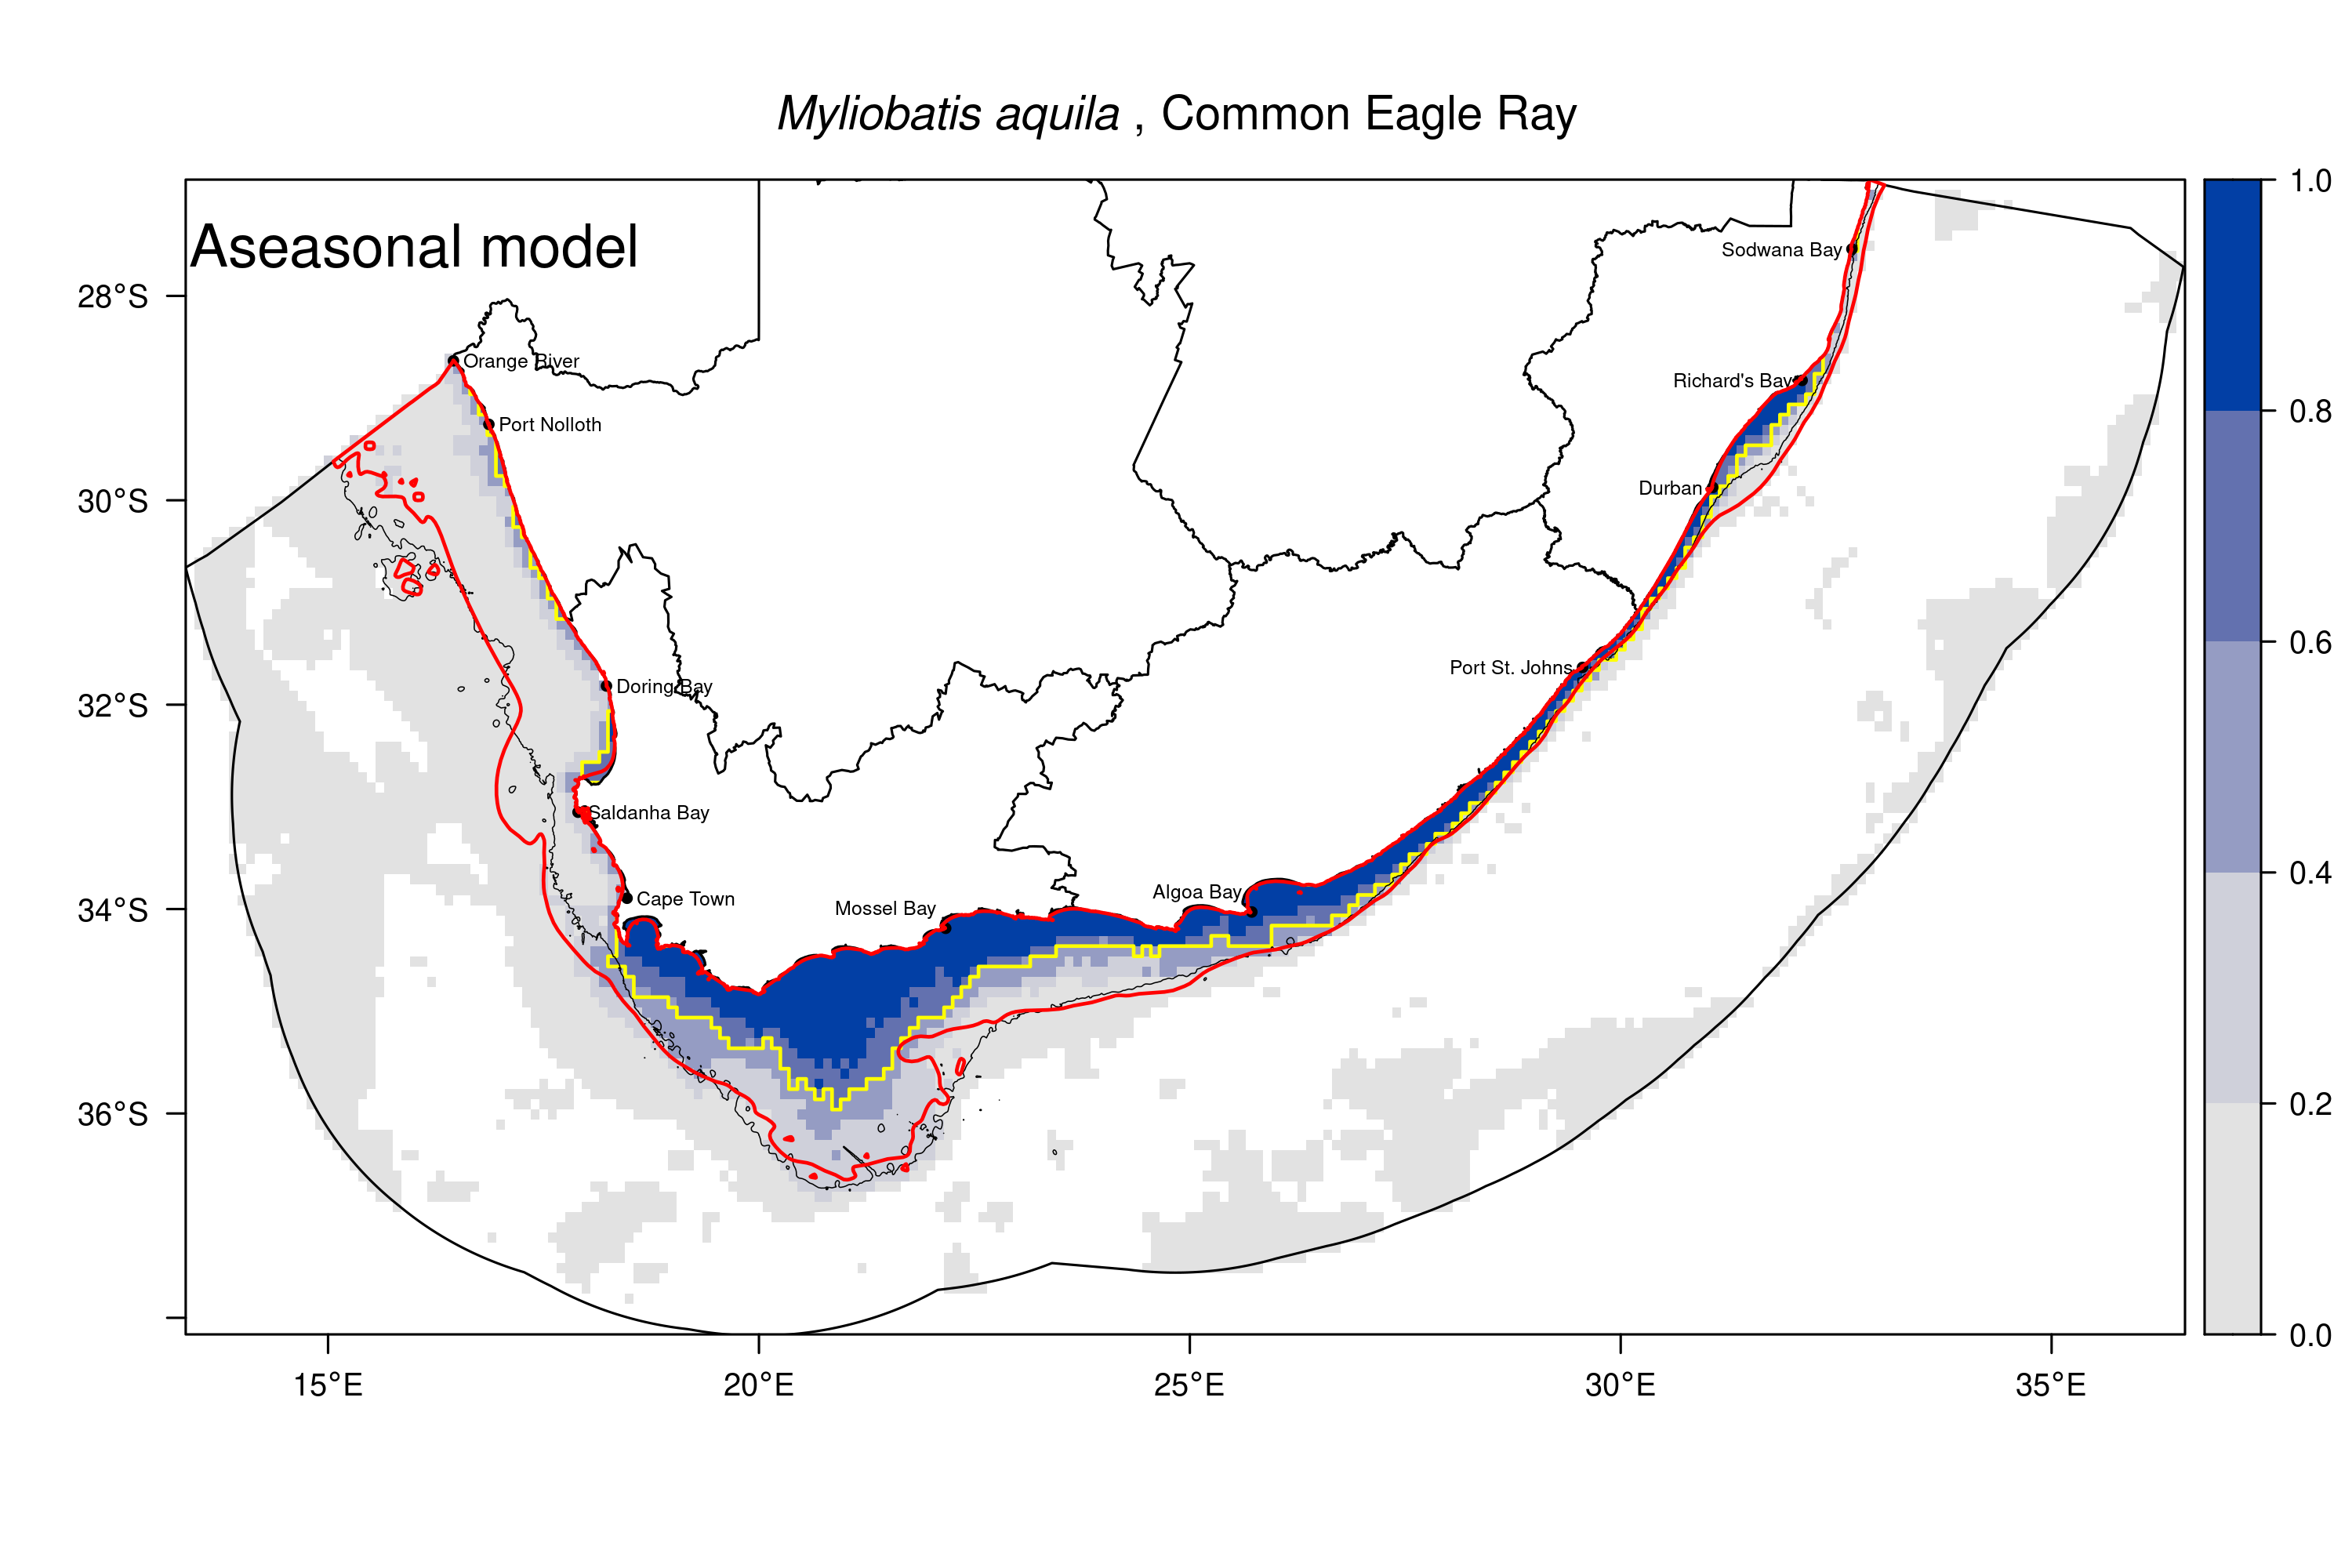 Myliobatis aquila , Common Eagle Ray
Aseasonal model
1.0
0.8
0.6
0.4
0.2
0.0
28°S
30°S
32°S
34°S
36°S
15°E
20°E
25°E
30°E
35°E
Sodwana Bay
Orange River
Richard's Bay
Port Nolloth
Durban
Port St. Johns
Doring Bay
Saldanha Bay
Algoa Bay
Cape Town
Mossel Bay